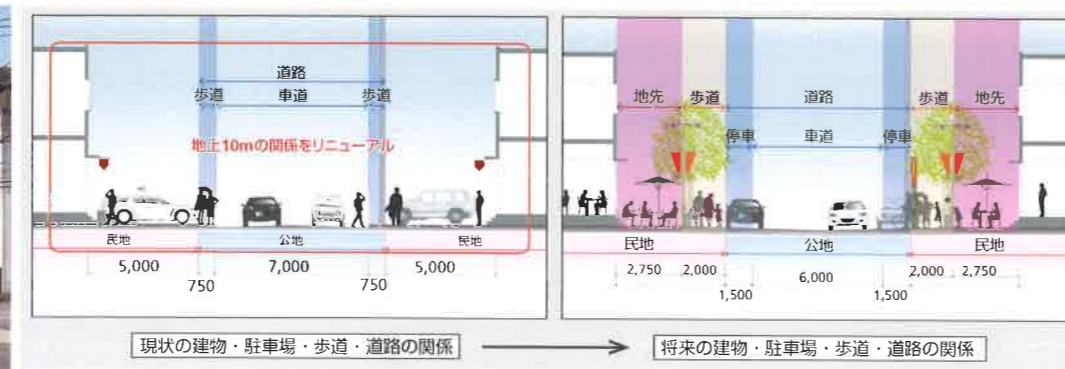 道路
歩道 車道 歩道
地上10mの関係をリニューアル
民地 公地 民地
5,000 7,000 5,000
750 750
現状の建物・駐車場・歩道・道路の関係
地先 歩道 道路 歩道 地先
停車 車道 停車
民地 公地 民地
2,750 2,000 6,000 2,000 2,750
1,500 1,500
将来の建物・駐車場・歩道・道路の関係